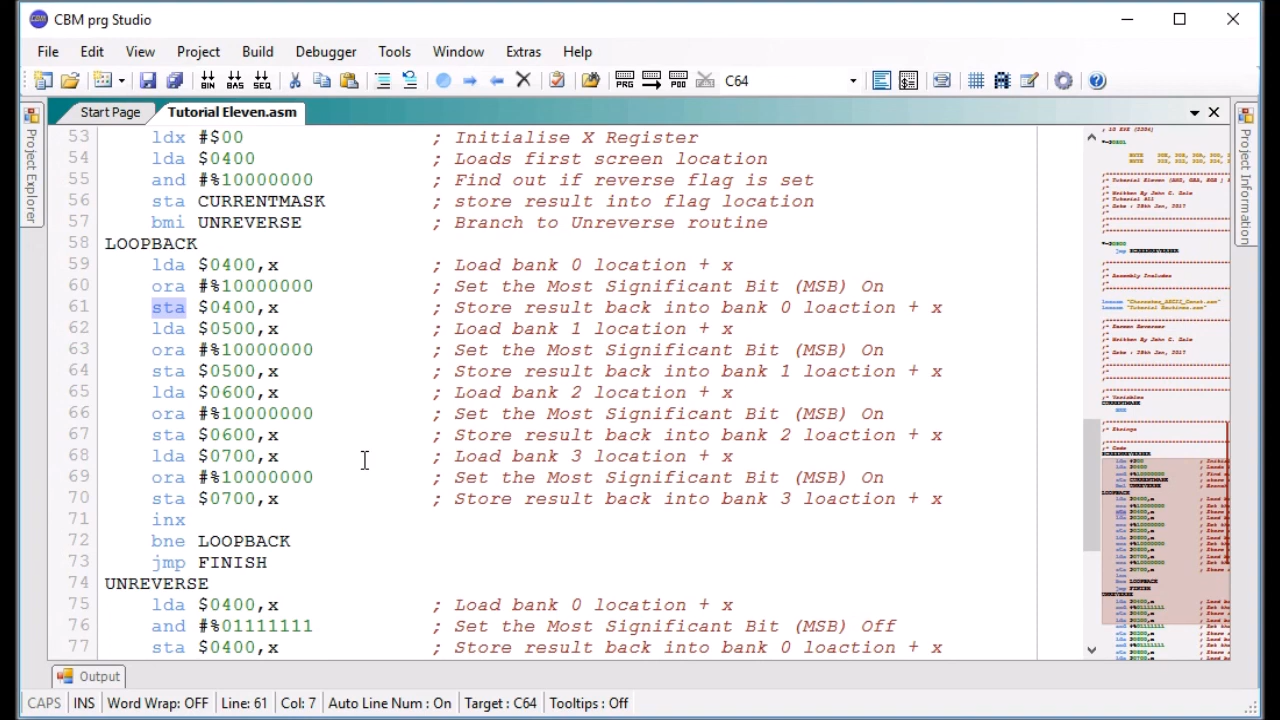 CBM prg Studio
File Edit View Project Build Debugger Tools Window Extras Help
C64
Start Page Tutorial Eleven.asm
Project Explorer
Project Information
53 ldx #$00 ; Initialise X Register
54 lda $0400 ; Loads first screen location
55 and #%10000000 ; Find out if reverse flag is set
56 sta CURRENTMASK ; Store result into flag location
57 bmi UNREVERSE ; Branch to Unreverse routine
58 LOOPBACK
59 lda $0400,x ; Load bank 0 location + x
60 ora #%10000000 ; Set the Most Significant Bit (MSB) On
61 sta $0400,x ; Store result back into bank 0 loaction + x
62 lda $0500,x ; Load bank 1 location + x
63 ora #%10000000 ; Set the Most Significant Bit (MSB) On
64 sta $0500,x ; Store result back into bank 1 loaction + x
65 lda $0600,x ; Load bank 2 location + x
66 ora #%10000000 ; Set the Most Significant Bit (MSB) On
67 sta $0600,x ; Store result back into bank 2 loaction + x
68 lda $0700,x ; Load bank 3 location + x
69 ora #%10000000 ; Set the Most Significant Bit (MSB) On
70 sta $0700,x ; Storesult back into bank 3 loaction + x
71 inx
72 bne LOOPBACK
73 jmp FINISH
74 UNREVERSE
75 lda $0400,x ; Load bank 0 location + x
76 and #%01111111 ; Set the Most Significant Bit (MSB) Off
77 sta $0400,x ; Store result back into bank 0 loaction + x
Output
CAPS INS Word Wrap: OFF Line: 61 Col: 7 Auto Line Num : On Target : C64 Tooltips : Off